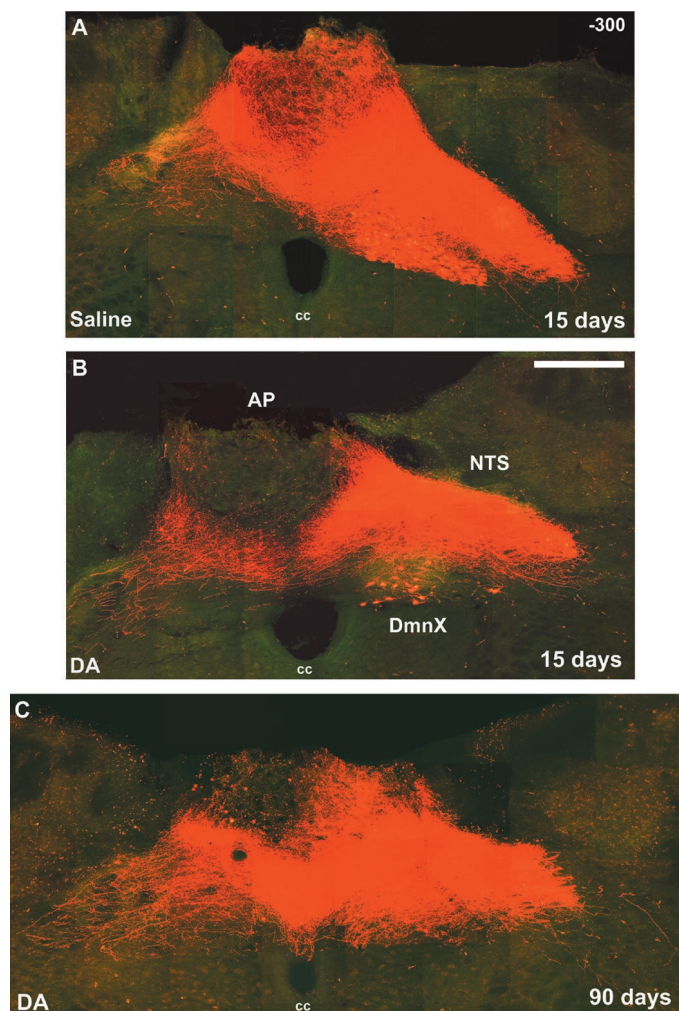 A
-300
Saline
cc
15 days
B
AP
NTS
DmnX
DA
cc
15 days
C
DA
cc
90 days